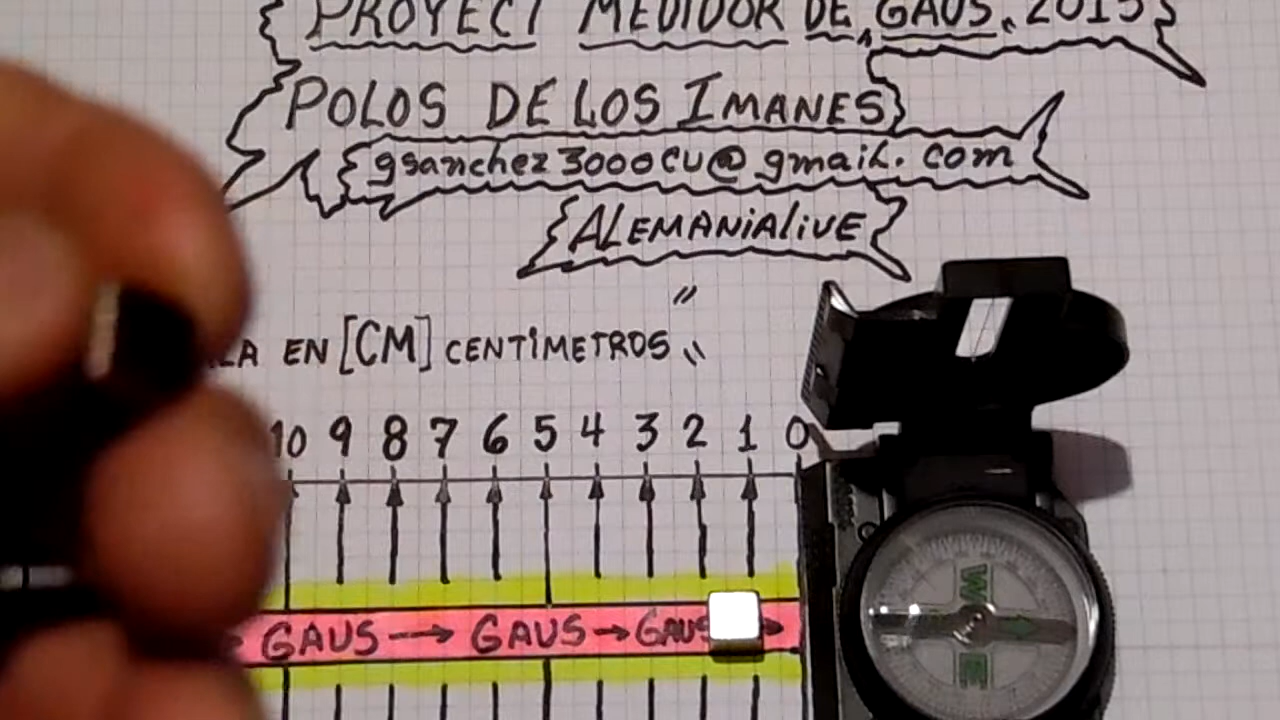 PROYECT MEDIDOR DE GAUS. 2015
POLOS DE LOS IMANES
gsanchez3000cu@gmail.com
ALEMANIAliVE
EN [CM] CENTIMETROS
10 9 8 7 6 5 4 3 2 1 0
GAUS → GAUS → GAUS →
W
E